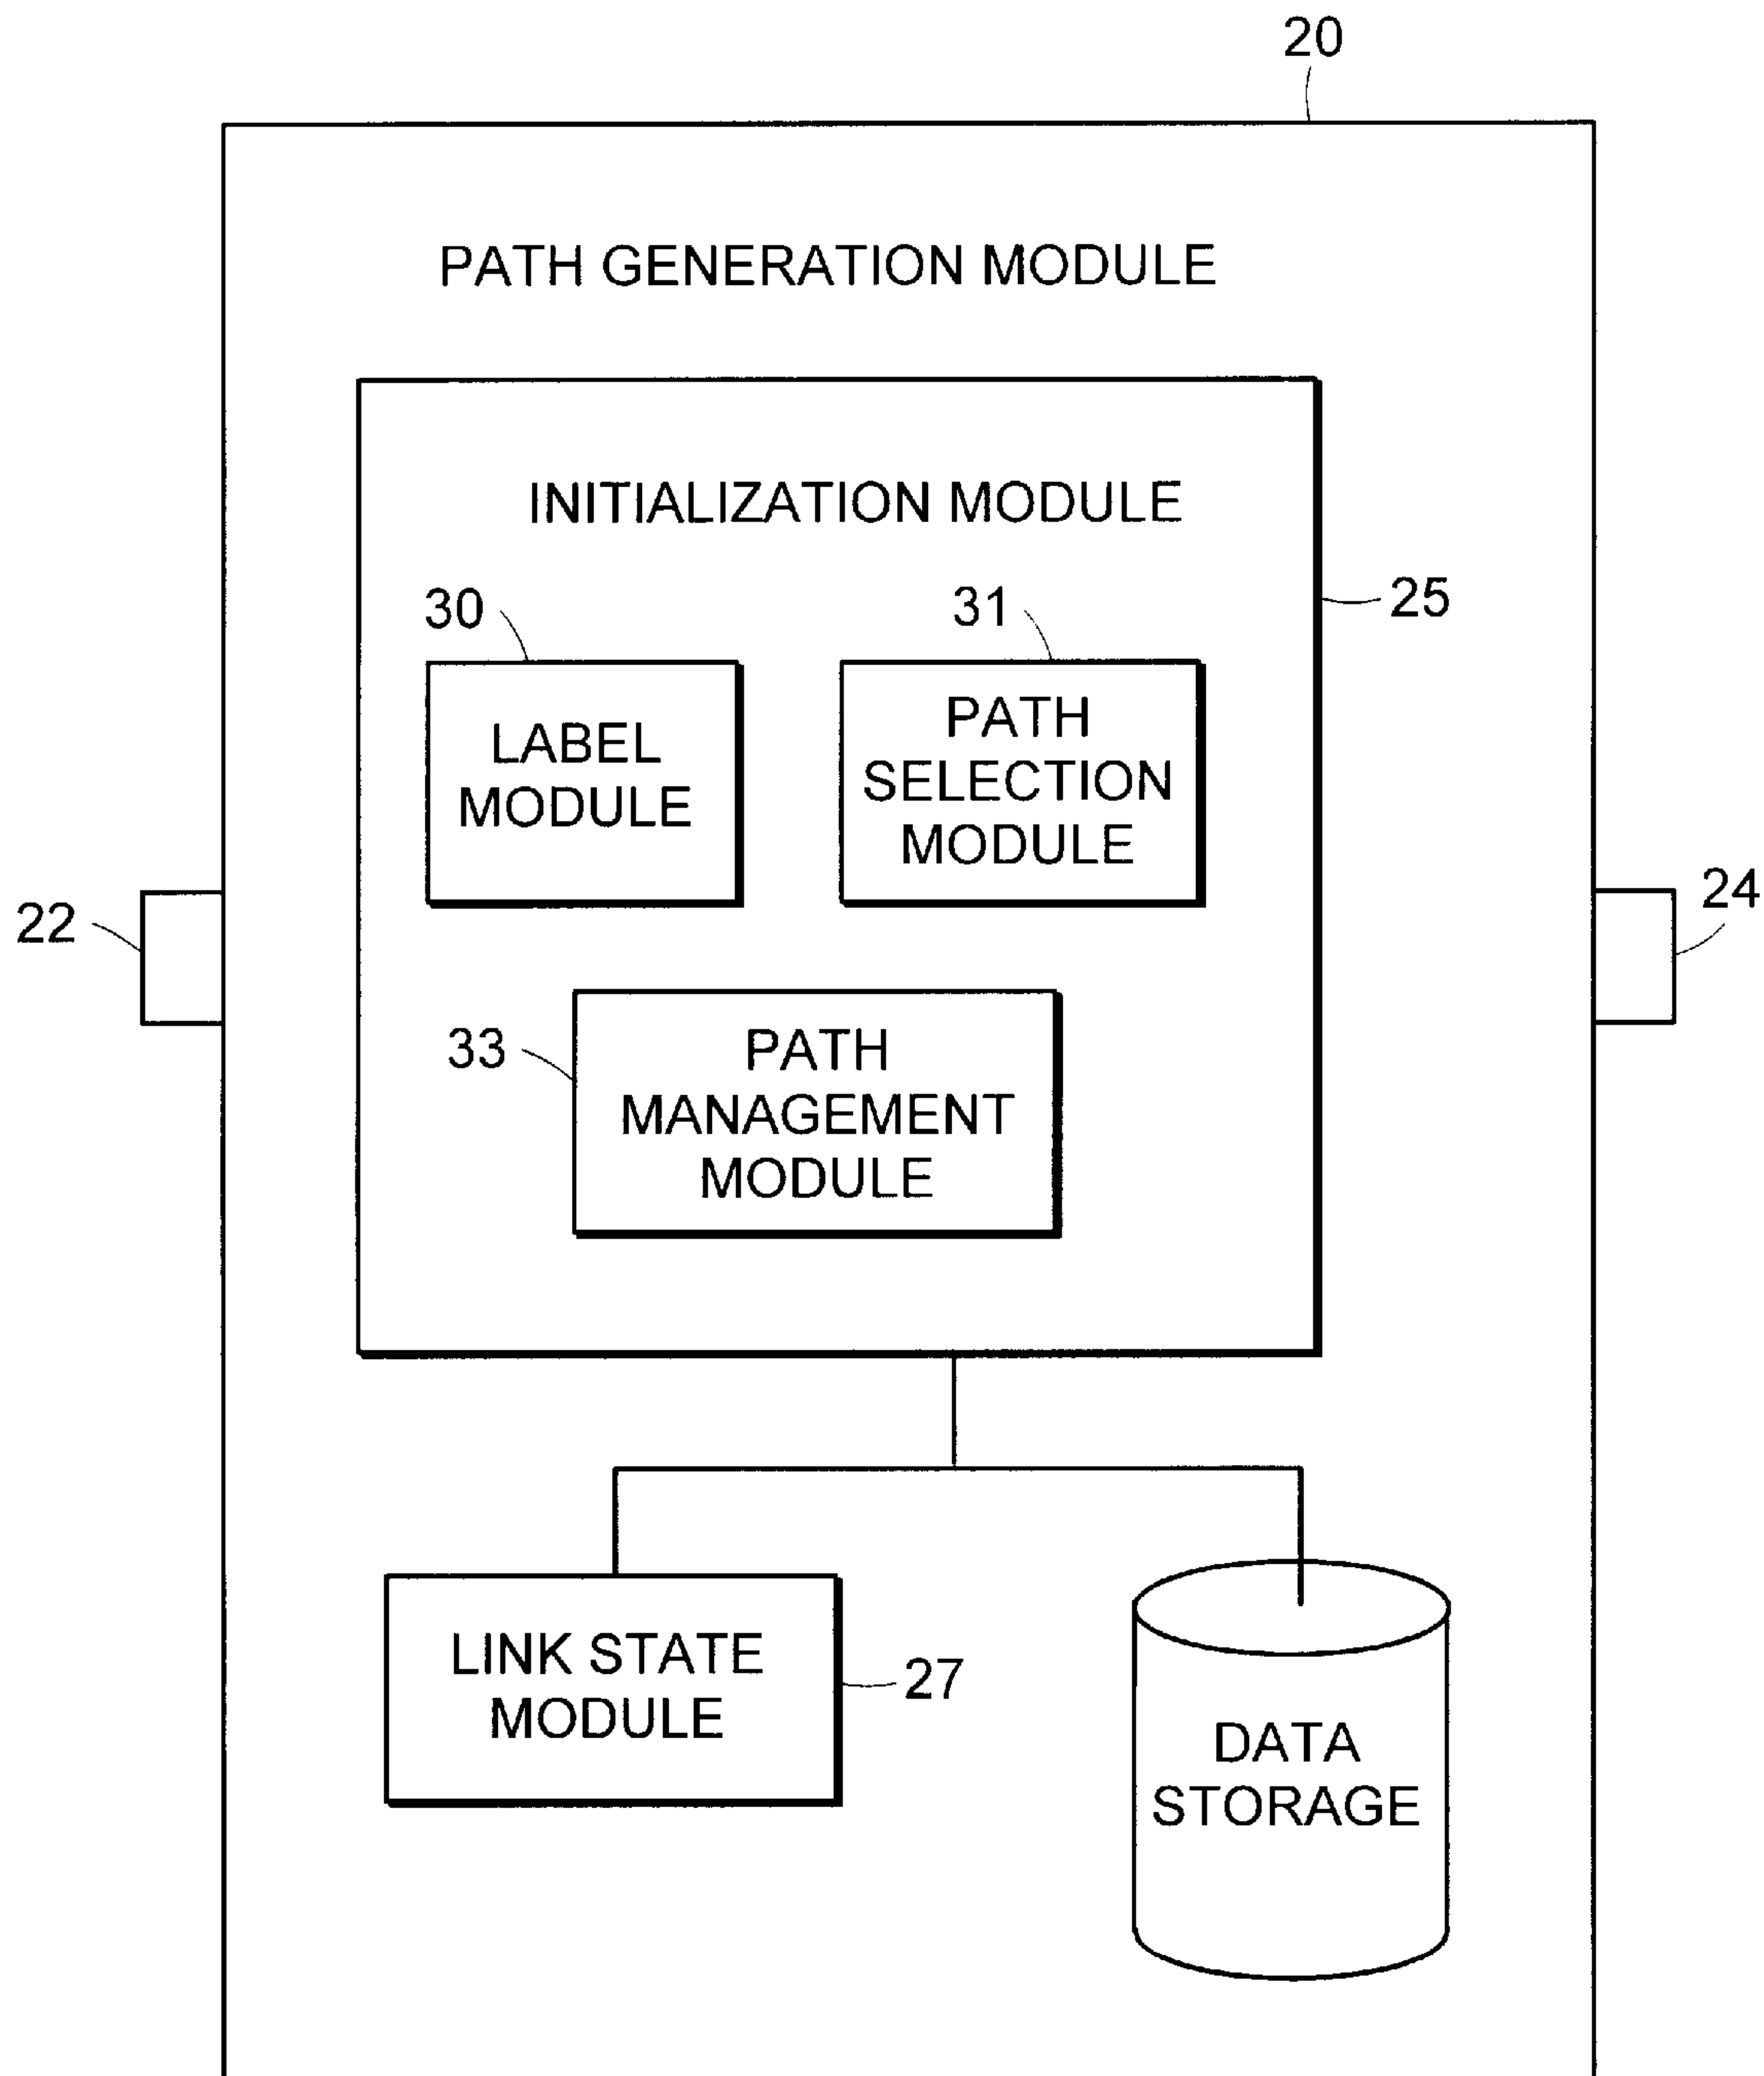 20
PATH GENERATION MODULE
INITIALIZATION MODULE
25
30
31
LABEL
MODULE
PATH
SELECTION
MODULE
22
24
33
PATH
MANAGEMENT
MODULE
LINK STATE
MODULE
27
DATA
STORAGE